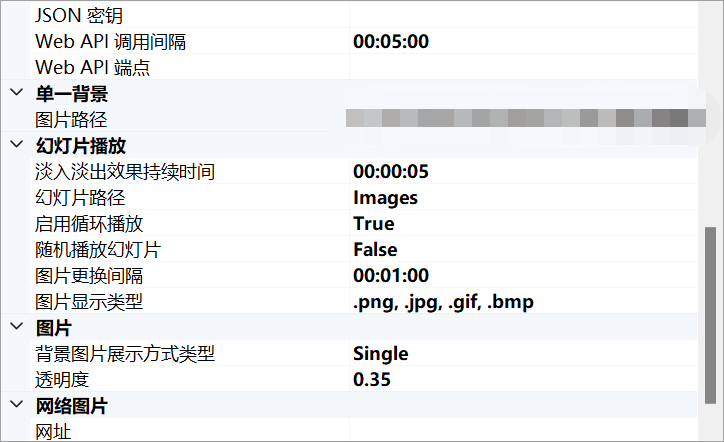 JSON 密钥
Web API 调用间隔 00:05:00
Web API 端点
单一背景
图片路径
幻灯片播放
淡入淡出效果持续时间 00:00:05
幻灯片路径 Images
启用循环播放 True
随机播放幻灯片 False
图片更换间隔 00:01:00
图片显示类型 .png, .jpg, .gif, .bmp
图片
背景图片展示方式类型 Single
透明度 0.35
网络图片
网址